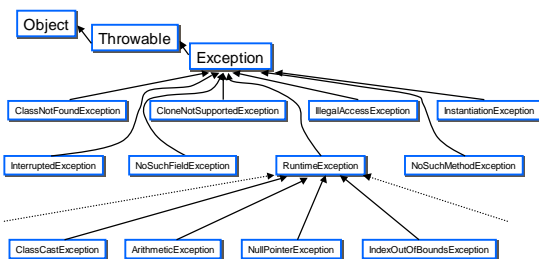 Object
Throwable
Exception
ClassNotFoundException
CloneNotSupportedException
IllegalAccessException
InstantiationException
InterruptedException
NoSuchFieldException
RuntimeException
NoSuchMethodException
ClassCastException
ArithmeticException
NullPointerException
IndexOutOfBoundsException